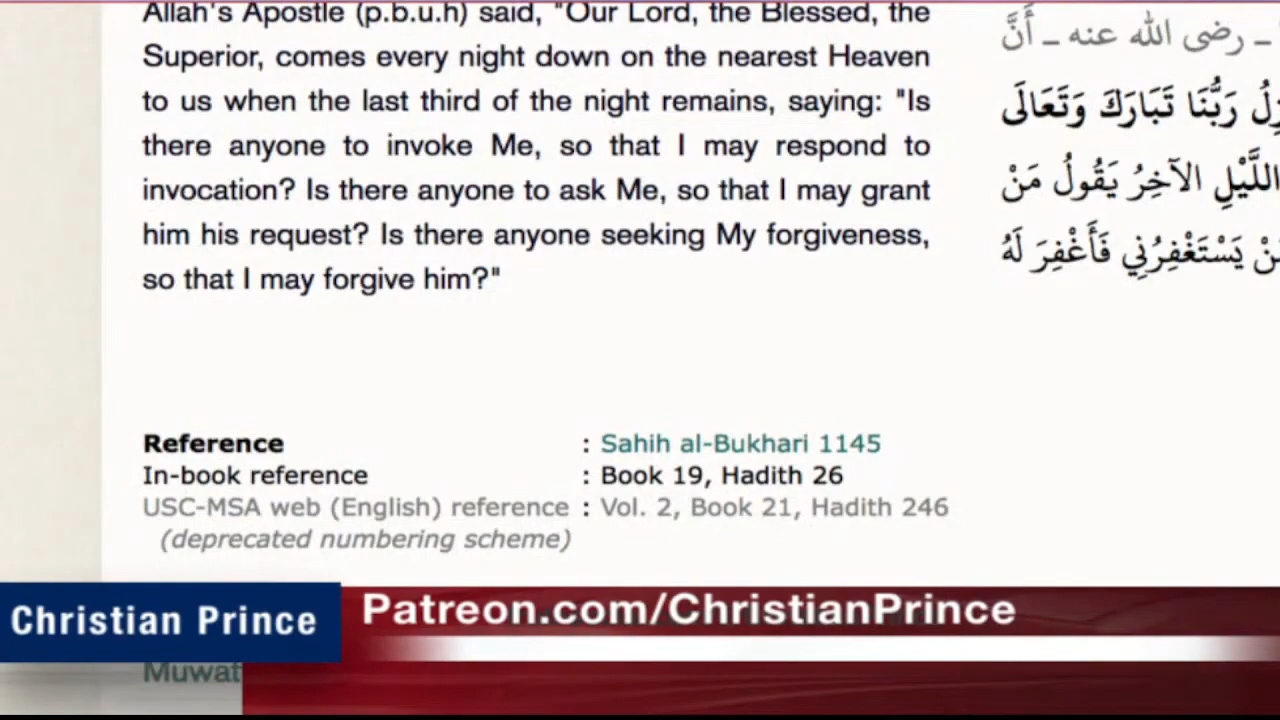 Allah's Apostle (p.b.u.h) said, "Our Lord, the Blessed, the
Superior, comes every night down on the nearest Heaven
to us when the last third of the night remains, saying: "Is
there anyone to invoke Me, so that I may respond to
invocation? Is there anyone to ask Me, so that I may grant
him his request? Is there anyone seeking My forgiveness,
so that I may forgive him?"
ـ رضى الله عنه ـ أَنَّ
رَبُّنَا تَبَارَكَ وَتَعَالَى
اللَّيْلِ الآخِرُ يَقُولُ مَنْ
يَسْتَغْفِرُنِي فَأَغْفِرَ لَهُ
Reference : Sahih al-Bukhari 1145
In-book reference : Book 19, Hadith 26
USC-MSA web (English) reference : Vol. 2, Book 21, Hadith 246
(deprecated numbering scheme)
Christian Prince
Patreon.com/ChristianPrince
Muwat